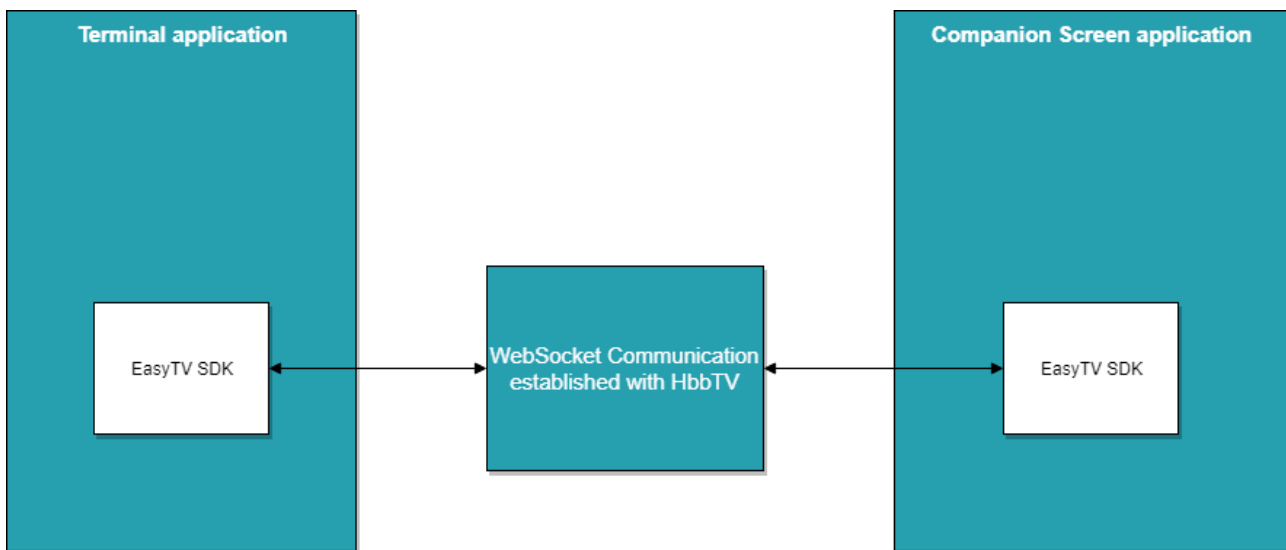 Terminal application
Companion Screen application
EasyTV SDK
WebSocket Communication
established with HbbTV
EasyTV SDK